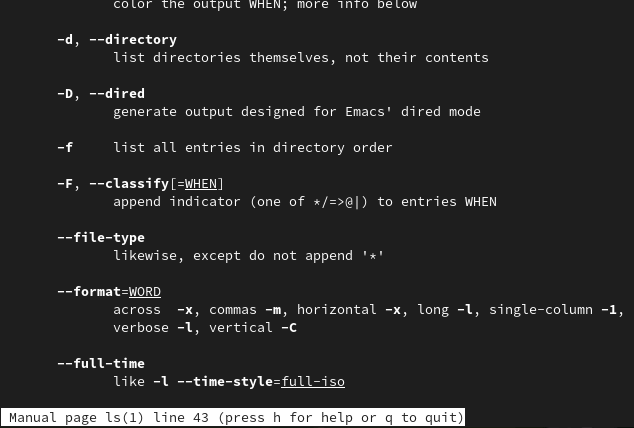 color the output WHEN; more info below
-d, --directory
list directories themselves, not their contents
-D, --dired
generate output designed for Emacs' dired mode
-f     list all entries in directory order
-F, --classify[=WHEN]
append indicator (one of */=>@|) to entries WHEN
--file-type
likewise, except do not append '*'
--format=WORD
across  -x, commas -m, horizontal -x, long -l, single-column -1,
verbose -l, vertical -C
--full-time
like -l --time-style=full-iso
Manual page ls(1) line 43 (press h for help or q to quit)